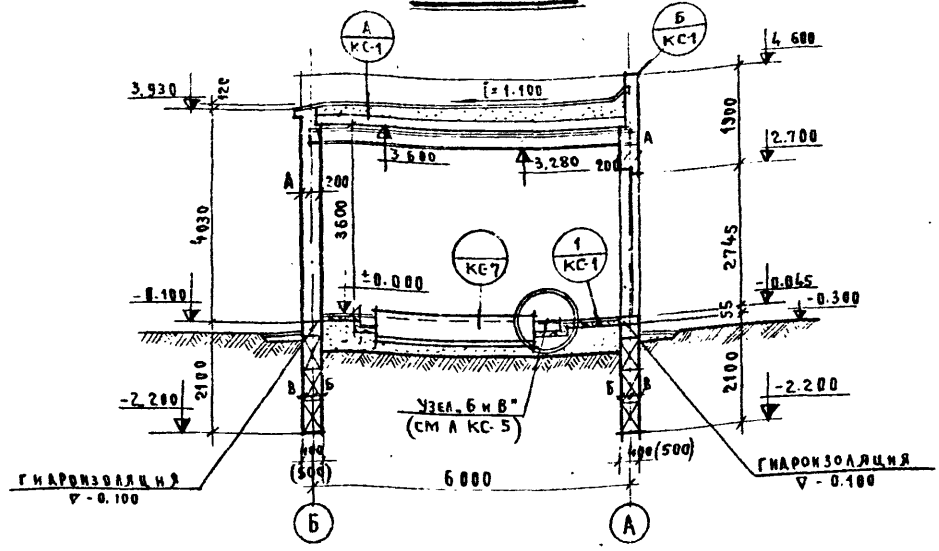 А
КС-1
Б
КС-1
4 600
3,930
120
i=1.100
1900
А
3 600
3,280
200
2.700
А
200
4030
3600
КС-7
1
КС-1
2745
±0.000
-0.045
-0.100
-0.300
55
2100
В
Б
Б
В
2100
-2,200
-2.200
УЗЕЛ „Б и В"
(СМ Л КС-5)
400
(500)
400(500)
ГИДРОИЗОЛЯЦИЯ
∇ -0.100
6000
ГИДРОИЗОЛЯЦИЯ
∇ -0.100
Б
А